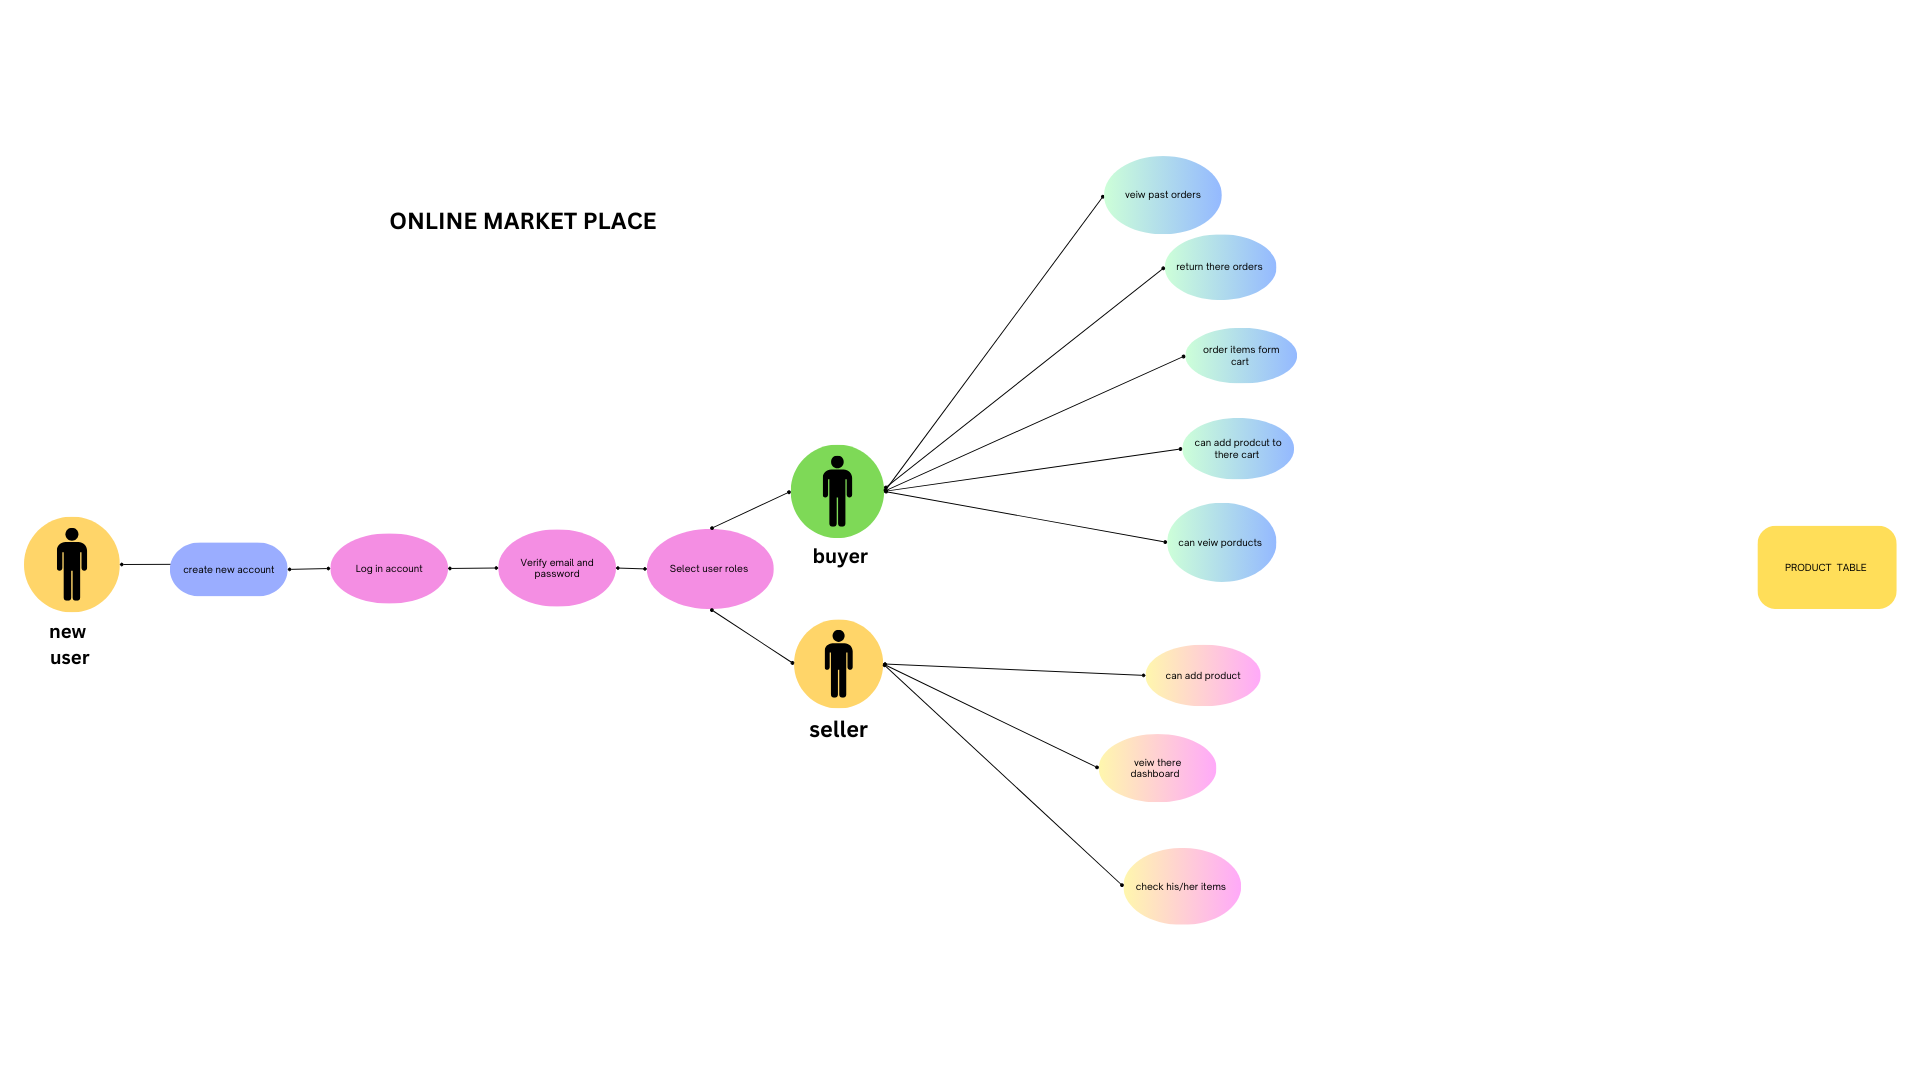 ONLINE MARKET PLACE
new
user
create new account
Log in account
Verify email and
password
Select user roles
buyer
seller
veiw past orders
return there orders
order items form
cart
can add prodcut to
there cart
can veiw porducts
can add product
veiw there
dashboard
check his/her items
PRODUCT TABLE